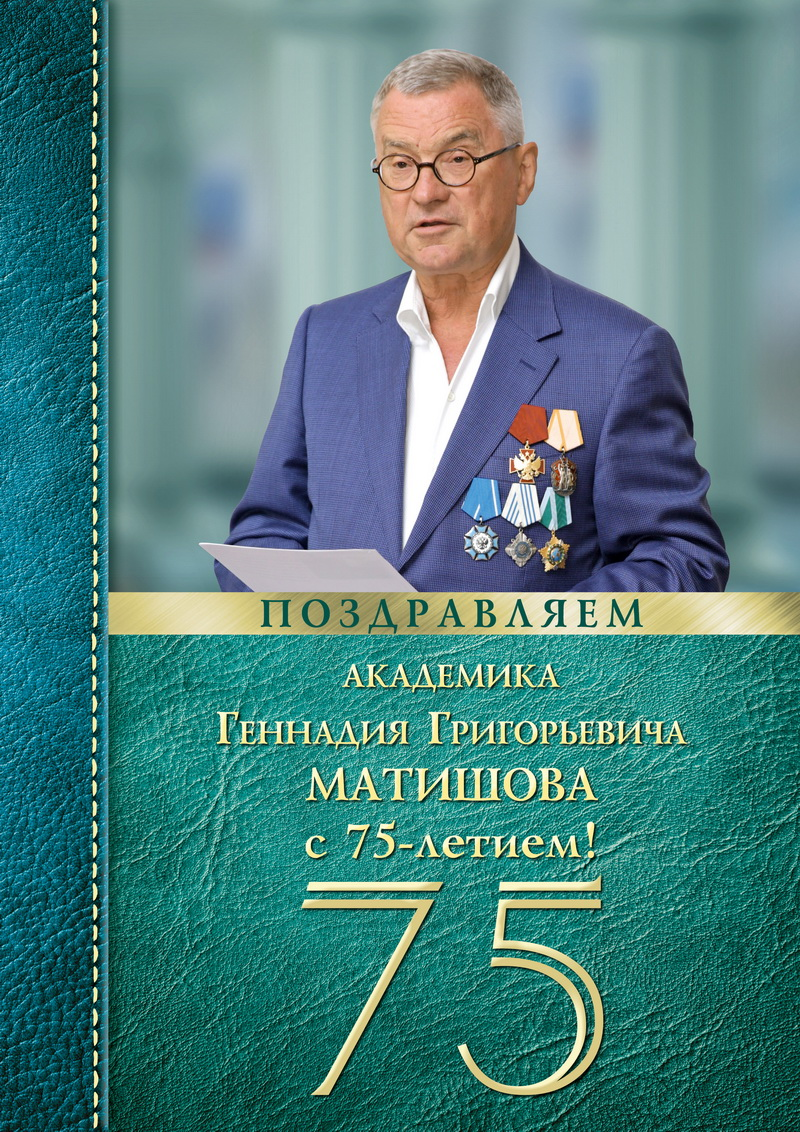 ПОЗДРАВЛЯЕМ
АКАДЕМИКА
ГЕННАДИЯ ГРИГОРЬЕВИЧА
МАТИШОВА
с 75-летием!
75